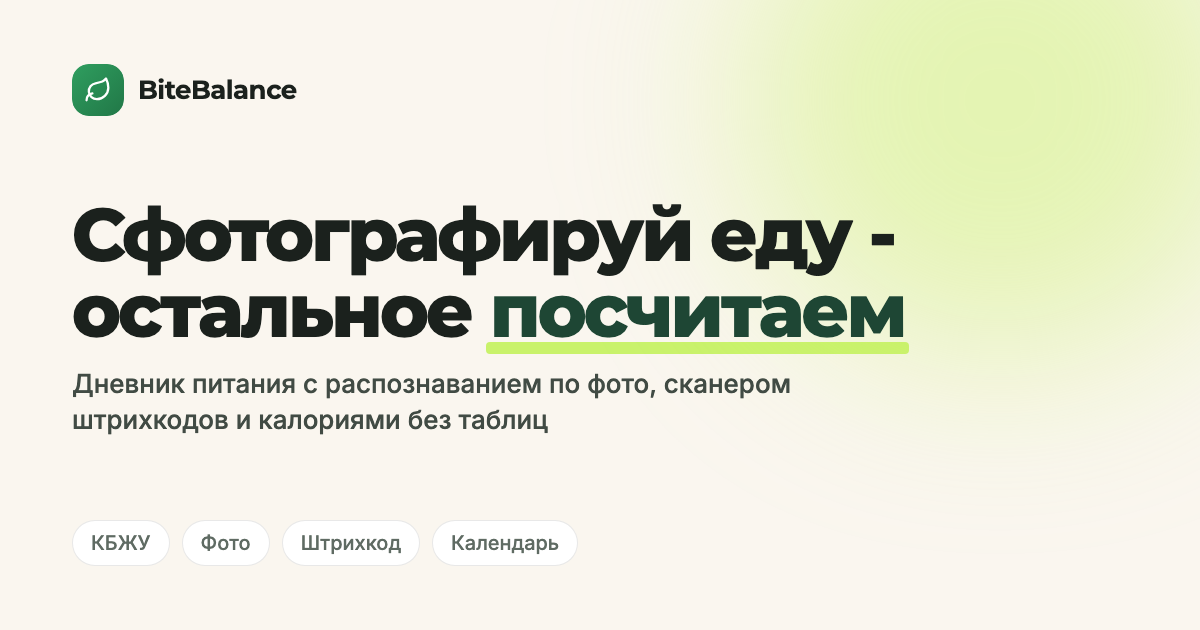 BiteBalance
Сфотографируй еду -
остальное посчитаем
Дневник питания с распознаванием по фото, сканером
штрихкодов и калориями без таблиц
КБЖУ Фото Штрихкод Календарь